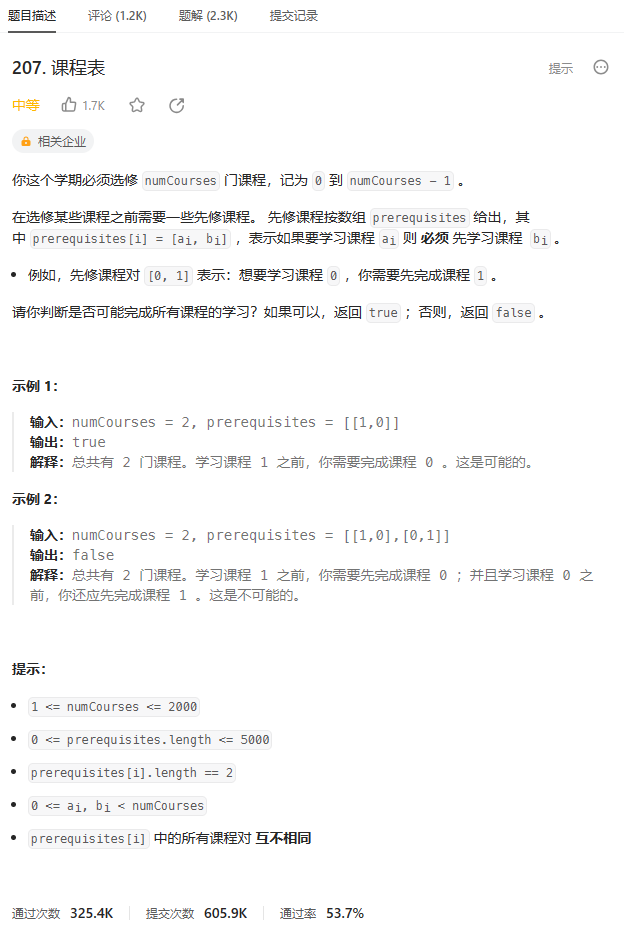 题目描述 评论 (1.2K) 题解 (2.3K) 提交记录
207. 课程表 提示
中等 1.7K
相关企业
你这个学期必须选修 numCourses 门课程，记为 0 到 numCourses - 1 。
在选修某些课程之前需要一些先修课程。 先修课程按数组 prerequisites 给出，其
中 prerequisites[i] = [ai, bi] ，表示如果要学习课程 ai 则 必须 先学习课程 bi 。
例如，先修课程对 [0, 1] 表示：想要学习课程 0 ，你需要先完成课程 1 。
请你判断是否可能完成所有课程的学习？如果可以，返回 true ；否则，返回 false 。
示例 1：
输入：numCourses = 2, prerequisites = [[1,0]]
输出：true
解释：总共有 2 门课程。学习课程 1 之前，你需要完成课程 0 。这是可能的。
示例 2：
输入：numCourses = 2, prerequisites = [[1,0],[0,1]]
输出：false
解释：总共有 2 门课程。学习课程 1 之前，你需要先完成课程 0 ；并且学习课程 0 之
前，你还应先完成课程 1 。这是不可能的。
提示：
1 <= numCourses <= 2000
0 <= prerequisites.length <= 5000
prerequisites[i].length == 2
0 <= ai, bi < numCourses
prerequisites[i] 中的所有课程对 互不相同
通过次数 325.4K 提交次数 605.9K 通过率 53.7%